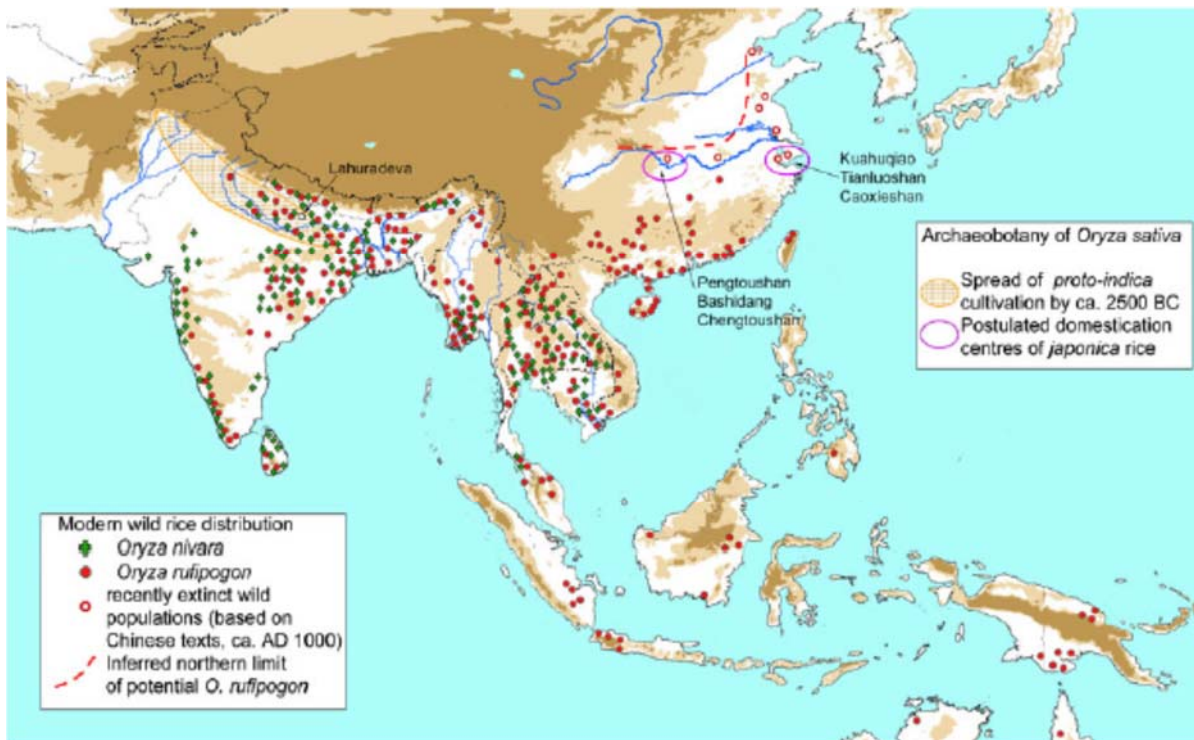 Lahuradeva
Kuahuqiao
Tianluoshan
Caoxieshan
Pengtoushan
Bashidang
Chengtoushan
Archaeobotany of Oryza sativa
Spread of proto-indica
cultivation by ca. 2500 BC
Postulated domestication
centres of japonica rice
Modern wild rice distribution
Oryza nivara
Oryza rufipogon
recently extinct wild
populations (based on
Chinese texts, ca. AD 1000)
Inferred northern limit
of potential O. rufipogon